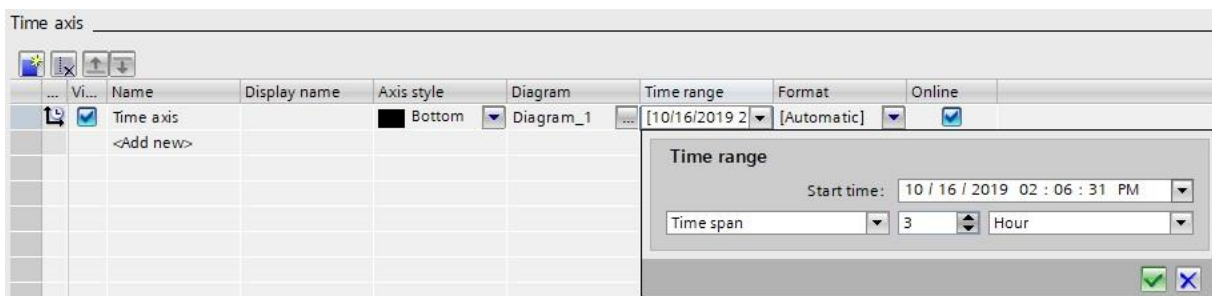 Time axis
... Vi... Name Display name Axis style Diagram Time range Format Online
Time axis Bottom Diagram_1 ... [10/16/2019 2 [Automatic]
<Add new>
Time range
Start time: 10 / 16 / 2019 02 : 06 : 31 PM
Time span 3 Hour